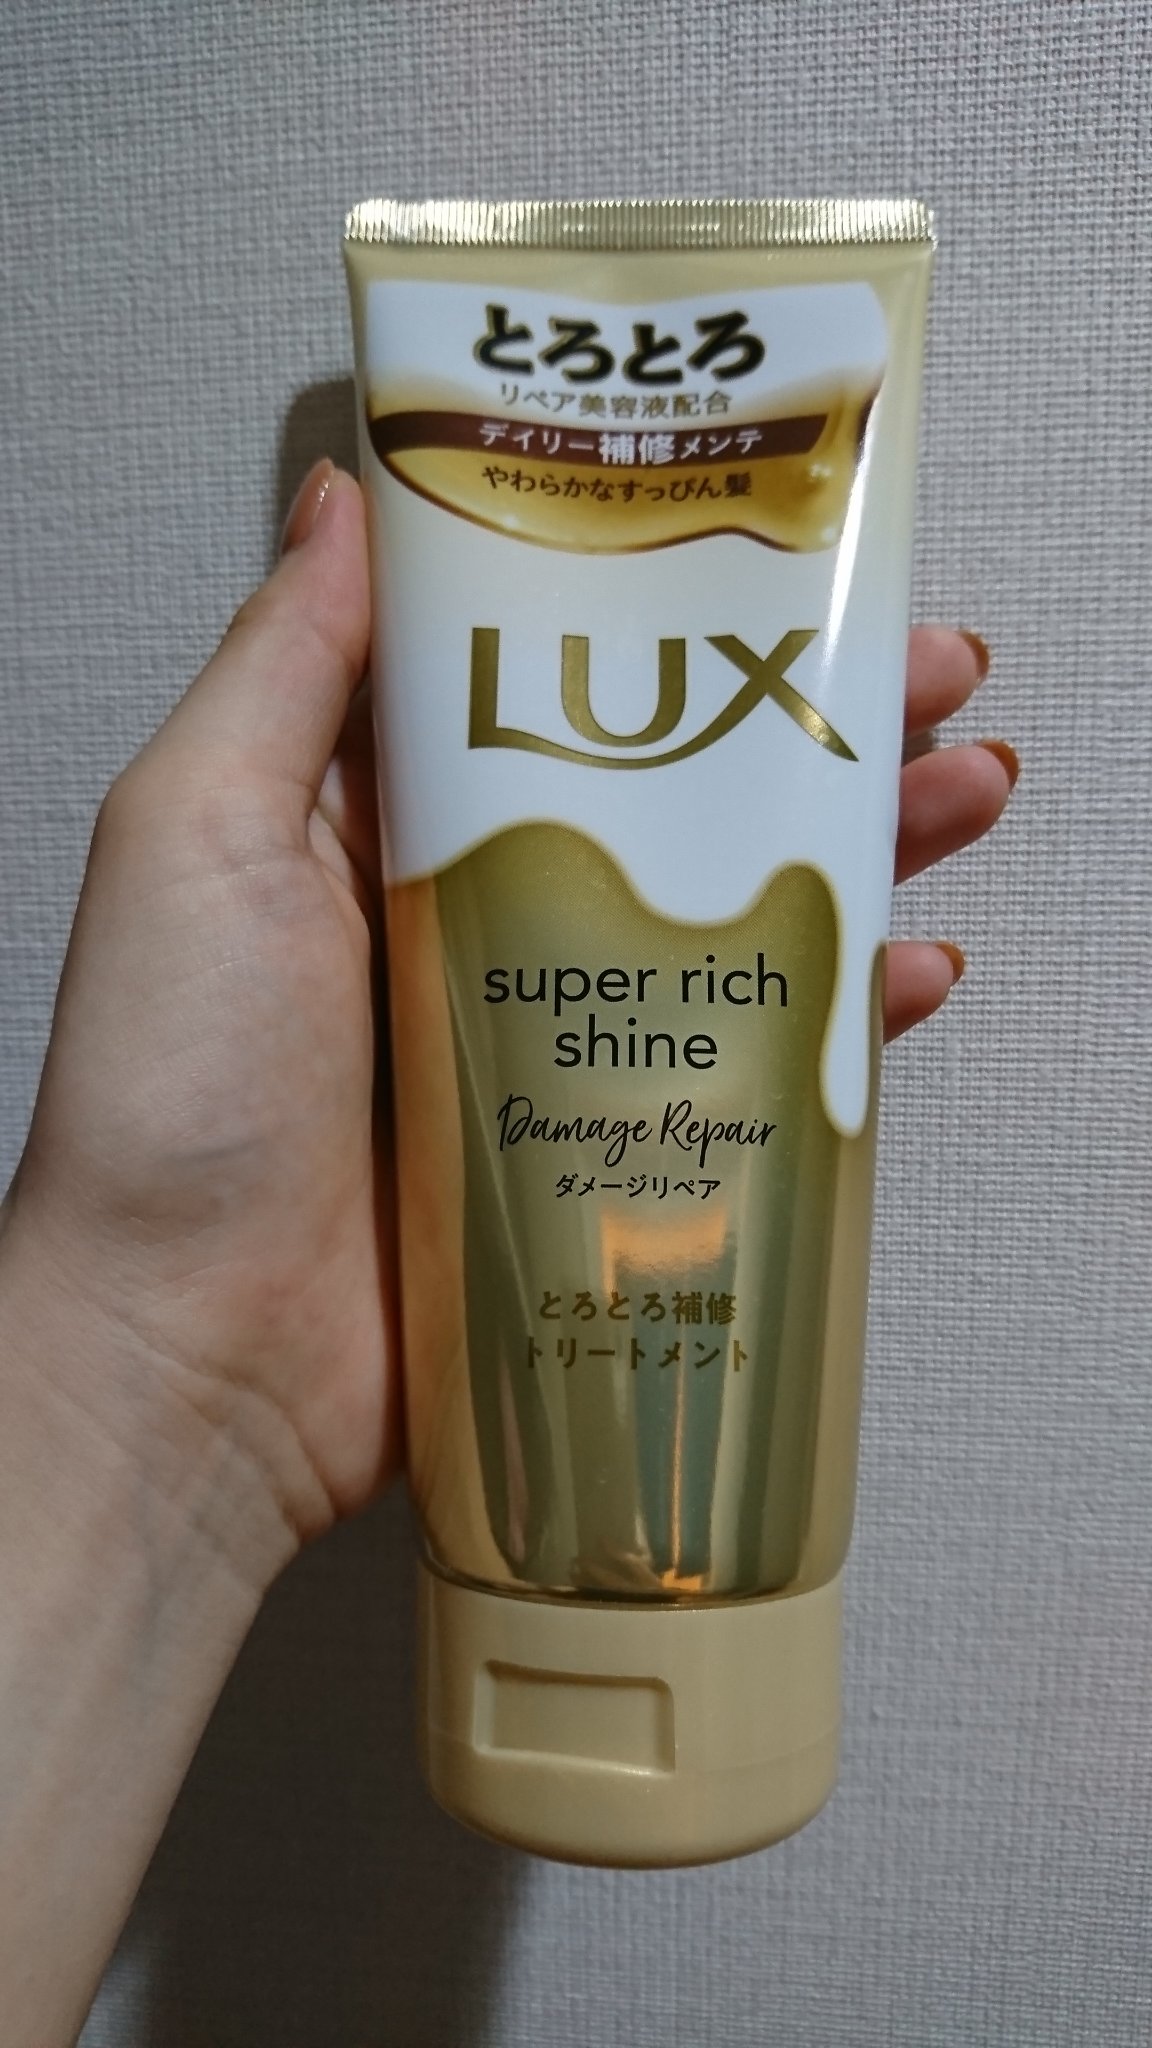 とろとろ
リペア美容液配合
デイリー補修メンテ
やわらかなすっぴん髪
LUX
super rich
shine
Damage Repair
ダメージリペア
とろとろ補修
トリートメント